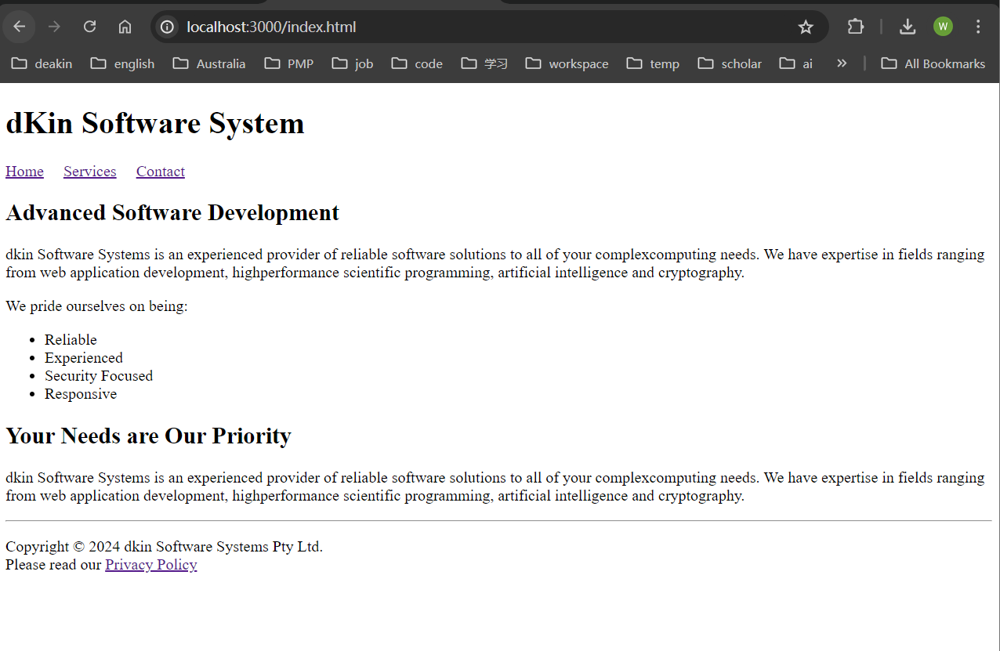 localhost:3000/index.html
W
deakin english Australia PMP job code 学习 workspace temp scholar ai » All Bookmarks
dKin Software System
Home Services Contact
Advanced Software Development
dkin Software Systems is an experienced provider of reliable software solutions to all of your complexcomputing needs. We have expertise in fields ranging
from web application development, highperformance scientific programming, artificial intelligence and cryptography.
We pride ourselves on being:
• Reliable
• Experienced
• Security Focused
• Responsive
Your Needs are Our Priority
dkin Software Systems is an experienced provider of reliable software solutions to all of your complexcomputing needs. We have expertise in fields ranging
from web application development, highperformance scientific programming, artificial intelligence and cryptography.
Copyright © 2024 dkin Software Systems Pty Ltd.
Please read our Privacy Policy